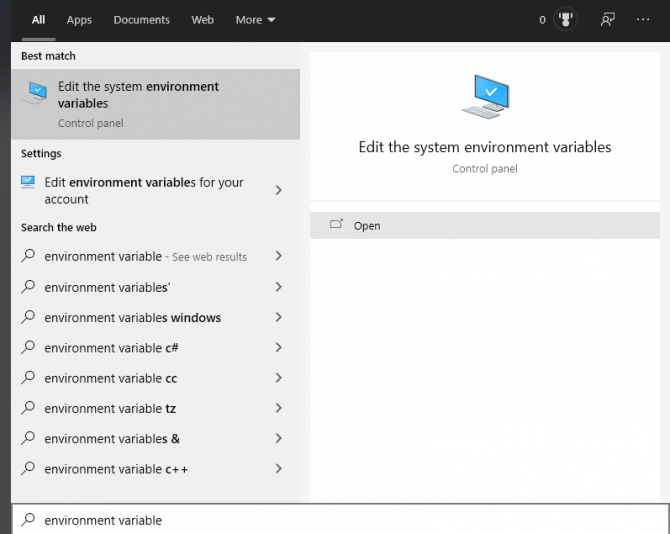 All Apps Documents Web More 0 ...
Best match
Edit the system environment
variables
Control panel
Settings
Edit environment variables for your
account
Search the web
environment variable - See web results
environment variables'
environment variables windows
environment variable c#
environment variable cc
environment variable tz
environment variables &
environment variable c++
environment variable
Edit the system environment variables
Control panel
Open